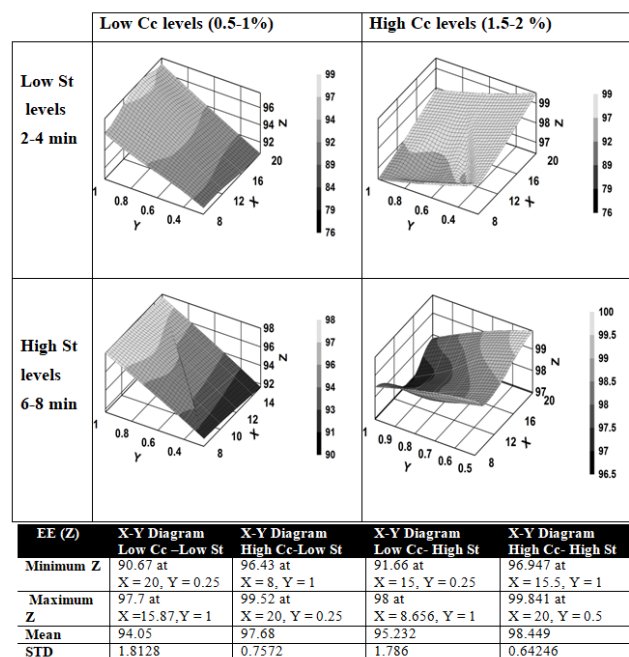 Low Cc levels (0.5-1%)
High Cc levels (1.5-2 %)
Low St
levels
2-4 min
99
97
94
92
89
84
79
76
96
94
92
Z
20
16
12
X
8
1
0.8
0.6
0.4
Y
99
97
94
92
89
79
76
99
98
97
Z
20
16
12
X
8
1
0.8
0.6
0.4
Y
High St
levels
6-8 min
98
97
96
94
93
91
90
98
96
94
92
Z
14
12
10
X
8
1
0.8
0.6
0.4
Y
100
99.5
99
98.5
98
97.5
97
96.5
99
98
97
Z
20
16
12
X
8
1
0.9
0.8
0.7
0.6
0.5
Y
EE (Z) X-Y Diagram X-Y Diagram X-Y Diagram X-Y Diagram
Low Cc –Low St High Cc-Low St Low Cc- High St High Cc- High St
Minimum Z 90.67 at 96.43 at 91.66 at 96.947 at
X = 20, Y = 0.25 X = 8, Y = 1 X = 15, Y = 0.25 X = 15.5, Y = 1
Maximum 97.7 at 99.52 at 98 at 99.841 at
Z X =15.87,Y = 1 X = 20, Y = 0.25 X = 8.656, Y = 1 X = 20, Y = 0.5
Mean 94.05 97.68 95.232 98.449
STD 1.8128 0.7572 1.786 0.64246